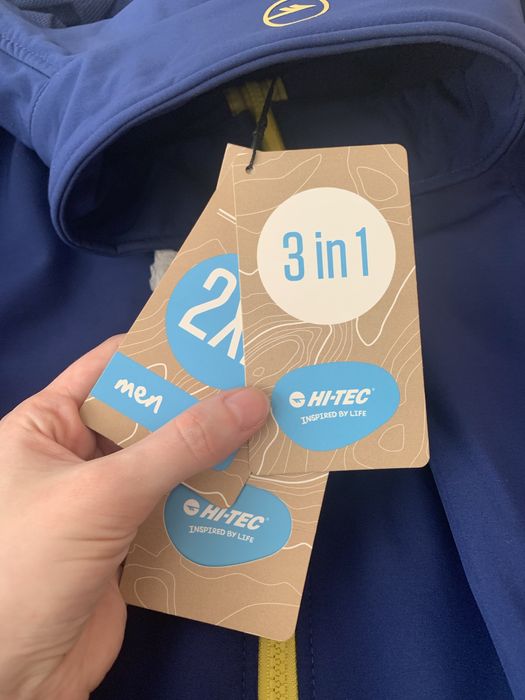 3 in 1
HI-TEC®
INSPIRED BY LIFE
men
HI-TEC®
INSPIRED BY LIFE